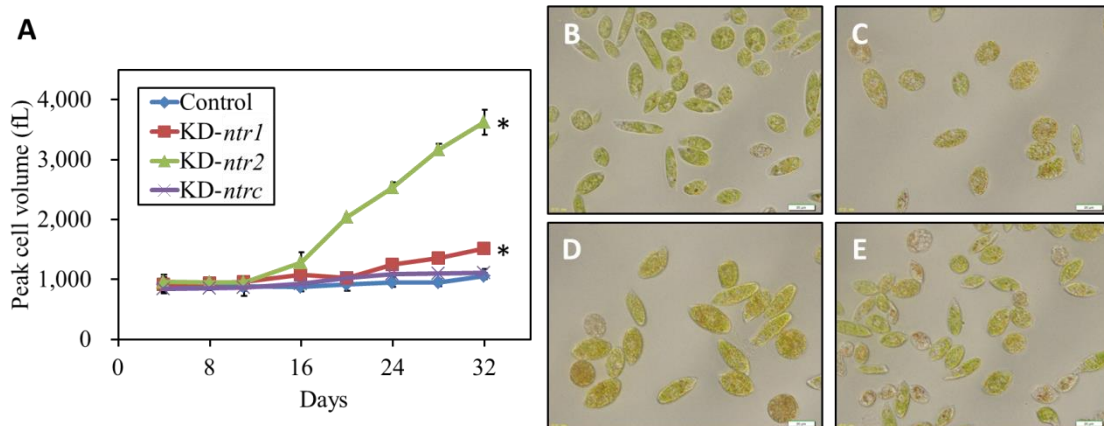 A
Peak cell volume (fL)
4,000
3,000
2,000
1,000
0
Control
KD-ntr1
KD-ntr2
KD-ntrc
*
*
0
8
16
24
32
Days
B
C
D
E